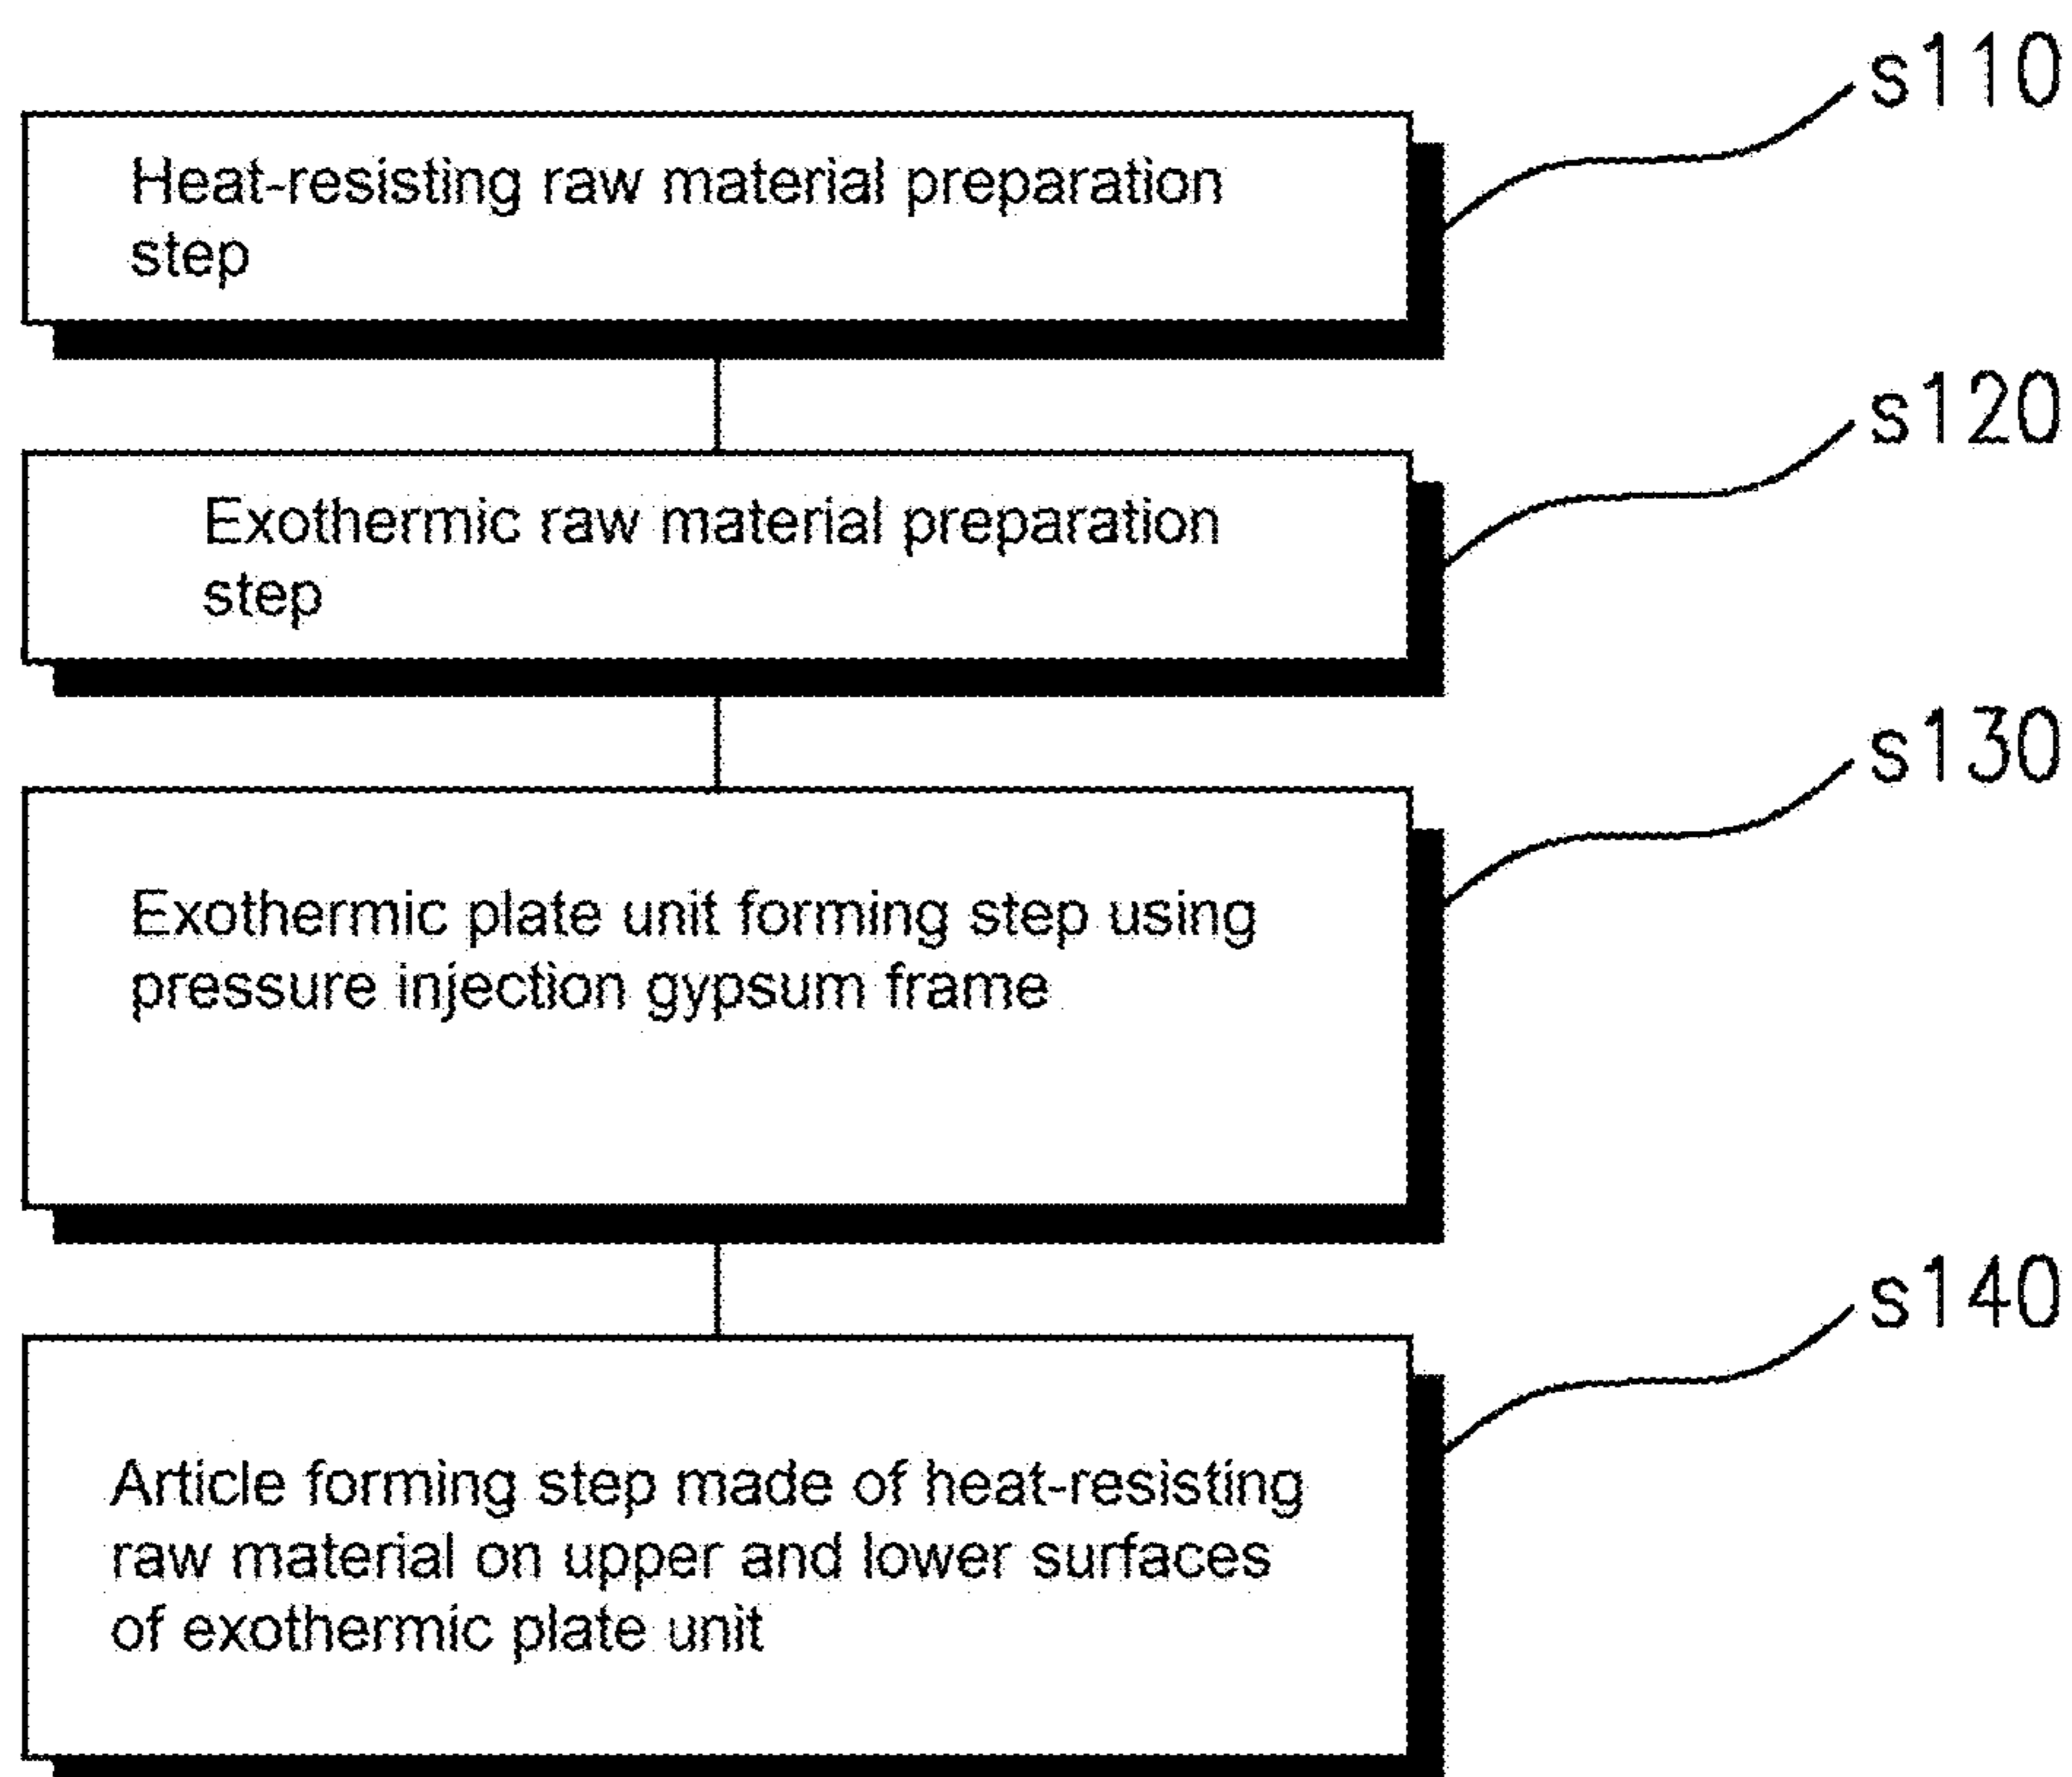 s110
Heat-resisting raw material preparation
step
s120
Exothermic raw material preparation
step
s130
Exothermic plate unit forming step using
pressure injection gypsum frame
s140
Article forming step made of heat-resisting
raw material on upper and lower surfaces
of exothermic plate unit